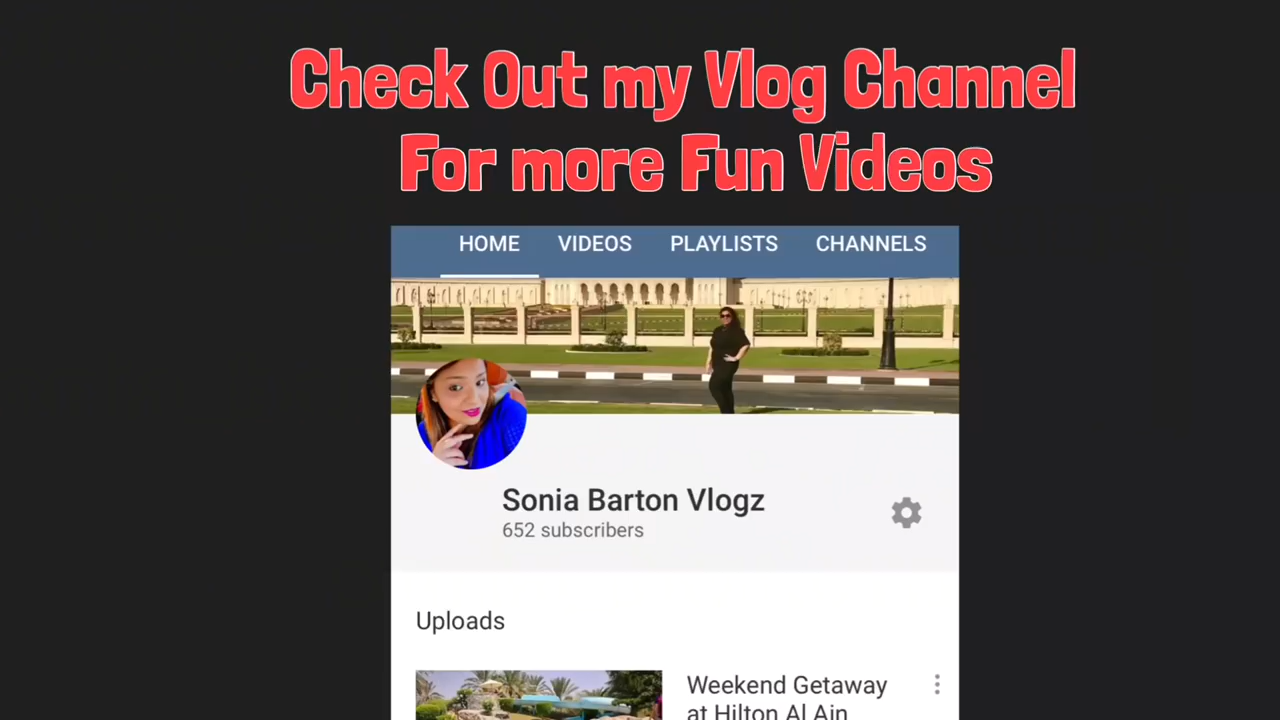 Check Out my Vlog Channel
For more Fun Videos
HOME VIDEOS PLAYLISTS CHANNELS
Sonia Barton Vlogz
652 subscribers
Uploads
Weekend Getaway
at Hilton Al Ain